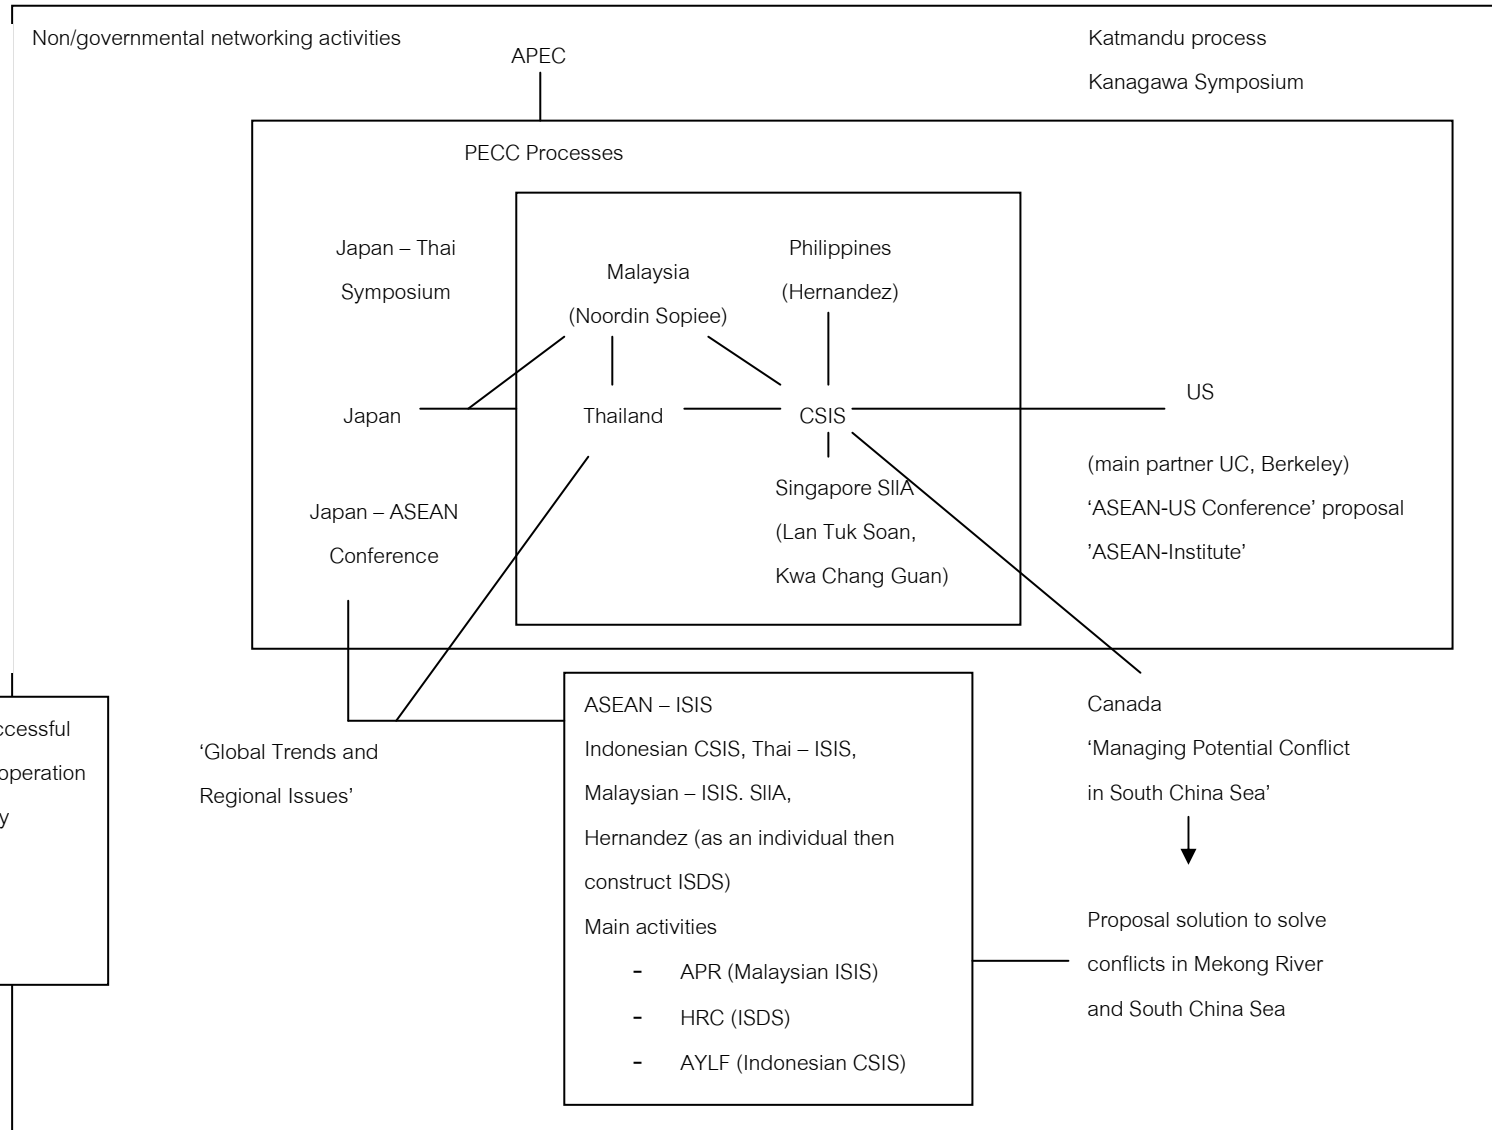 Non/governmental networking activities
APEC
Katmandu process
Kanagawa Symposium
PECC Processes
Japan – Thai
Symposium
Malaysia
(Noordin Sopiee)
Philippines
(Hernandez)
Japan
Thailand
CSIS
US
Japan – ASEAN
Conference
Singapore SIIA
(Lan Tuk Soan,
Kwa Chang Guan)
(main partner UC, Berkeley)
‘ASEAN-US Conference’ proposal
’ASEAN-Institute’
‘Global Trends and
Regional Issues’
ASEAN – ISIS
Indonesian CSIS, Thai – ISIS,
Malaysian – ISIS. SIIA,
Hernandez (as an individual then
construct ISDS)
Main activities
- APR (Malaysian ISIS)
- HRC (ISDS)
- AYLF (Indonesian CSIS)
Canada
‘Managing Potential Conflict
in South China Sea’
Proposal solution to solve
conflicts in Mekong River
and South China Sea